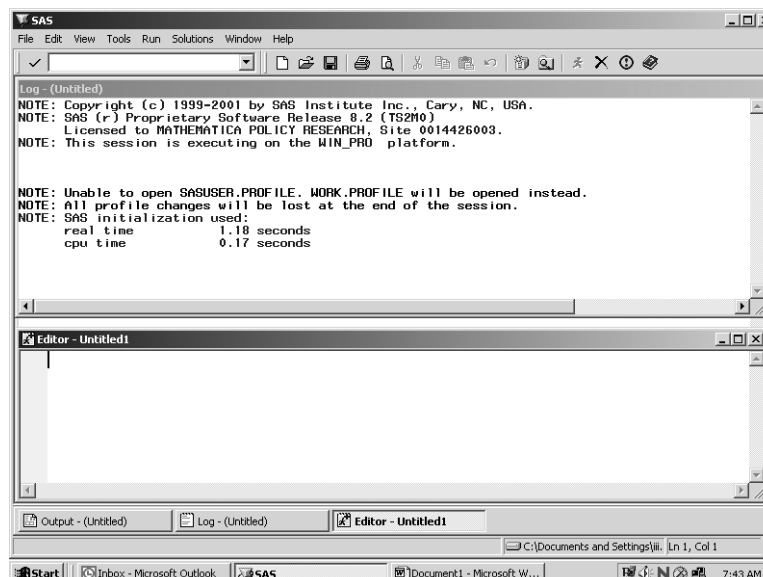 SAS
File Edit View Tools Run Solutions Window Help
Log - (Untitled)
NOTE: Copyright (c) 1999-2001 by SAS Institute Inc., Cary, NC, USA.
NOTE: SAS (r) Proprietary Software Release 8.2 (TS2M0)
Licensed to MATHEMATICA POLICY RESEARCH, Site 0014426003.
NOTE: This session is executing on the WIN_PRO platform.
NOTE: Unable to open SASUSER.PROFILE. WORK.PROFILE will be opened instead.
NOTE: All profile changes will be lost at the end of the session.
NOTE: SAS initialization used:
real time 1.18 seconds
cpu time 0.17 seconds
Editor - Untitled1
Output - (Untitled) Log - (Untitled) Editor - Untitled1
C:\Documents and Settings\jii. Ln 1, Col 1
Start Inbox - Microsoft Outlook SAS Document1 - Microsoft W... 7:43 AM